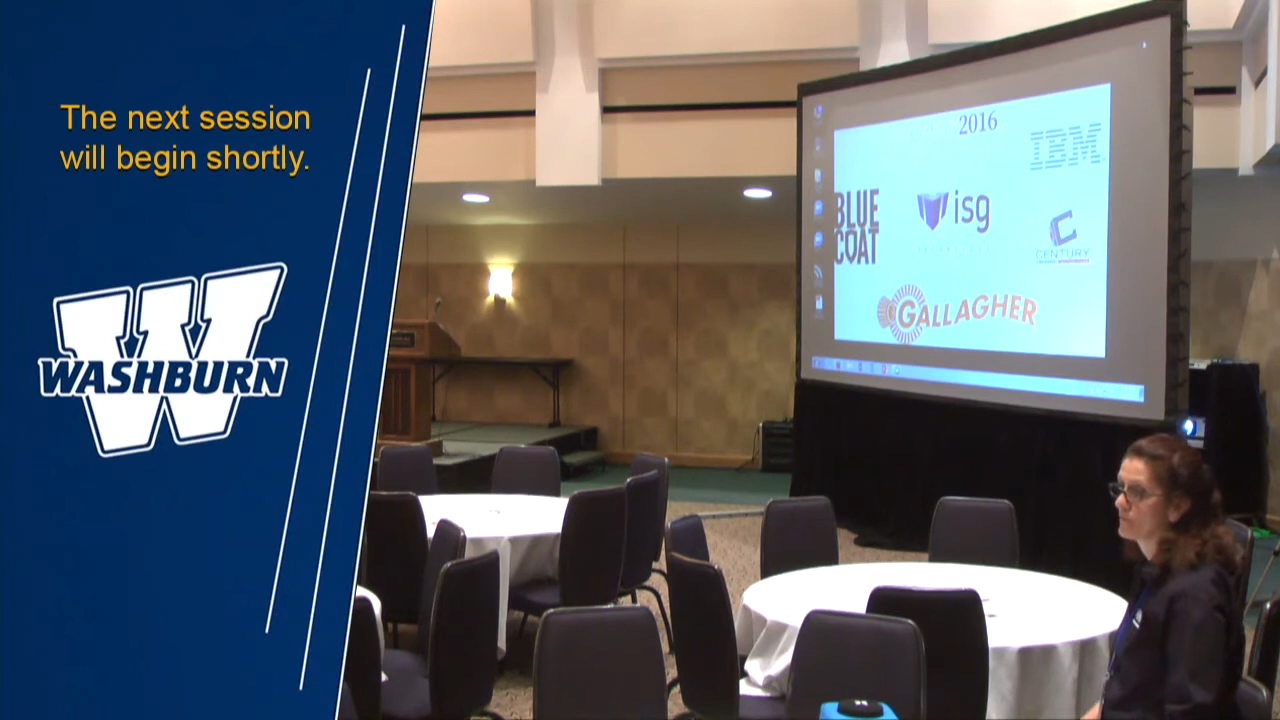 The next session
will begin shortly.
WASHBURN
2016
IBM
BLUE
COAT
isg
CENTURY
GALLAGHER